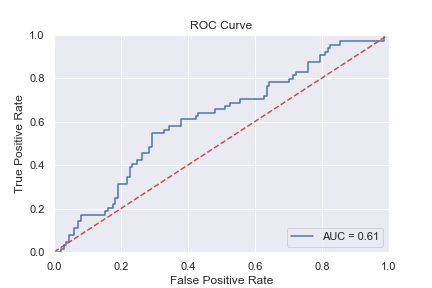 ROC Curve
1.0
0.8
0.6
0.4
0.2
0.0
True Positive Rate
AUC = 0.61
0.0 0.2 0.4 0.6 0.8 1.0
False Positive Rate